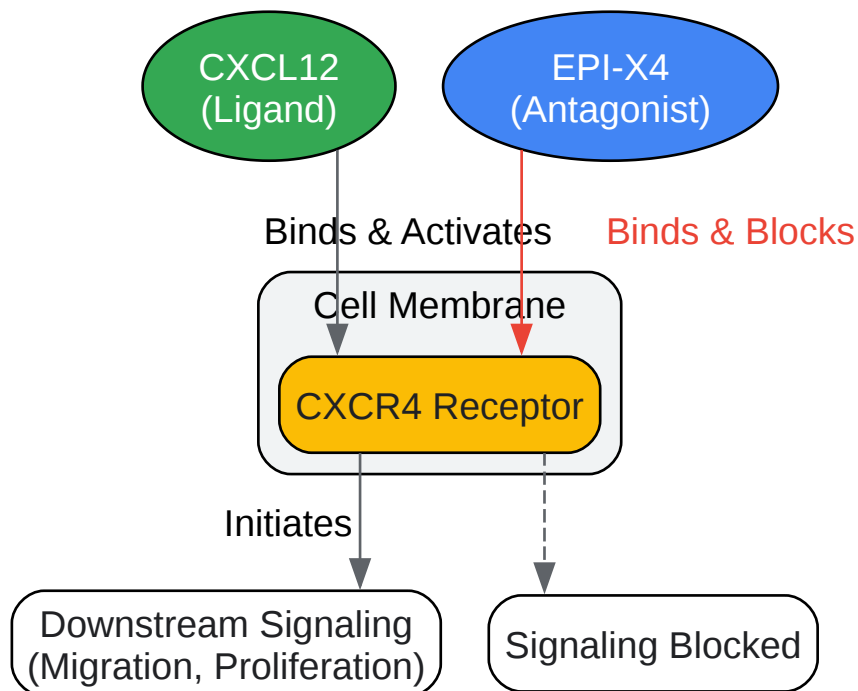 CXCL12
(Ligand)
EPI-X4
(Antagonist)
Binds & Activates
Binds & Blocks
Cell Membrane
CXCR4 Receptor
Initiates
Downstream Signaling
(Migration, Proliferation)
Signaling Blocked